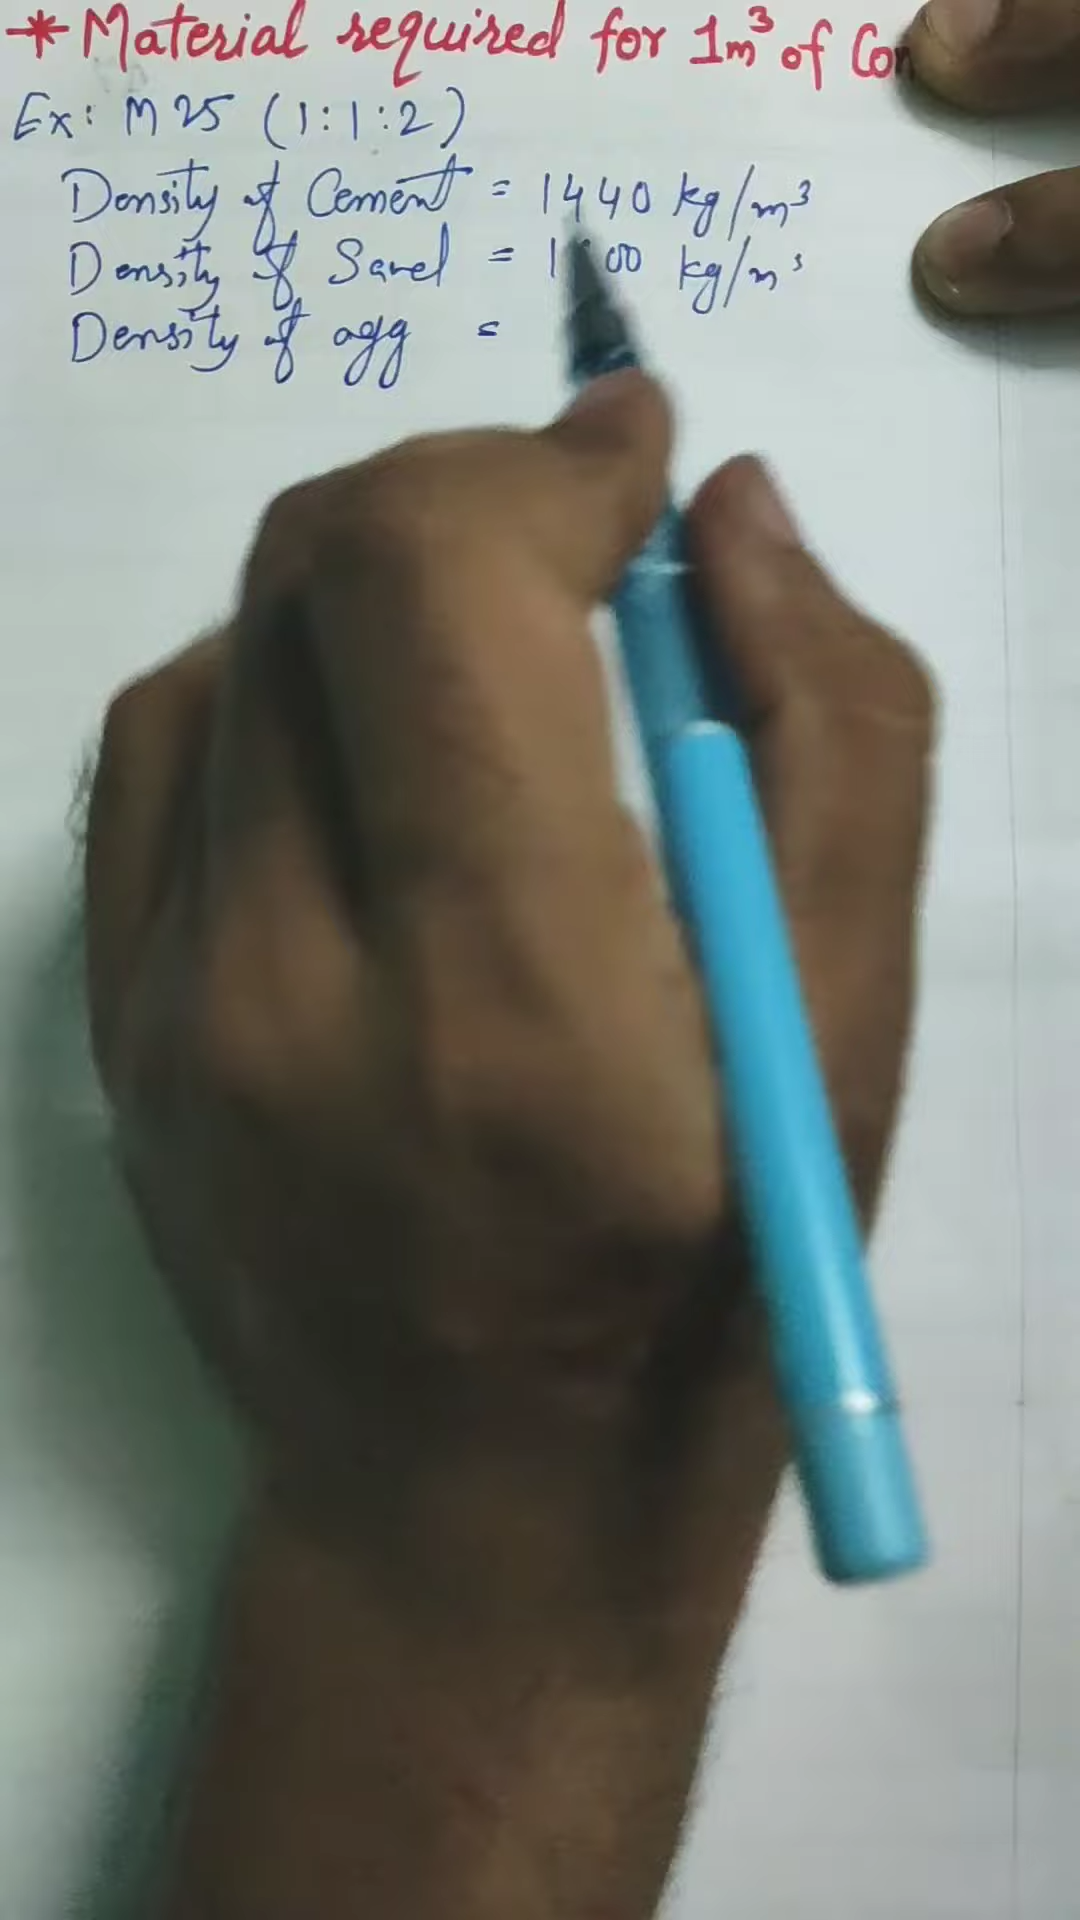 * Material required for 1m³ of Con
Ex: M25 (1:1:2)
Density of Cement = 1440 kg/m³
Density of Sand = kg/m³
Density of agg =